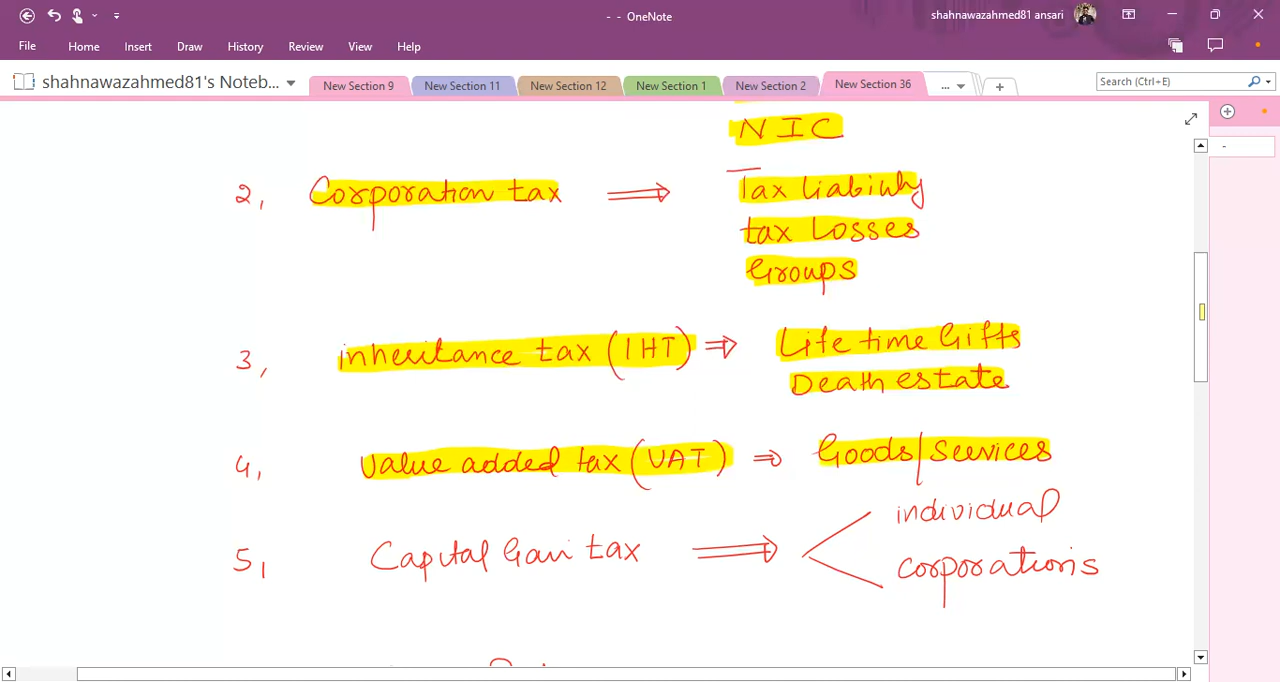 - - OneNote
shahnawazahmed81 ansari
File Home Insert Draw History Review View Help
shahnawazahmed81's Noteb... New Section 9 New Section 11 New Section 12 New Section 1 New Section 2 New Section 36 ... + Search (Ctrl+E)
NIC
2, Corporation tax ⇒ Tax liability
tax Losses
Groups
3, inheritance tax (IHT) ⇒ Life time Gifts
Death estate
4, Value added tax (VAT) ⇒ Goods/Services
5, Capital Gain tax ⇒ individual
corporations